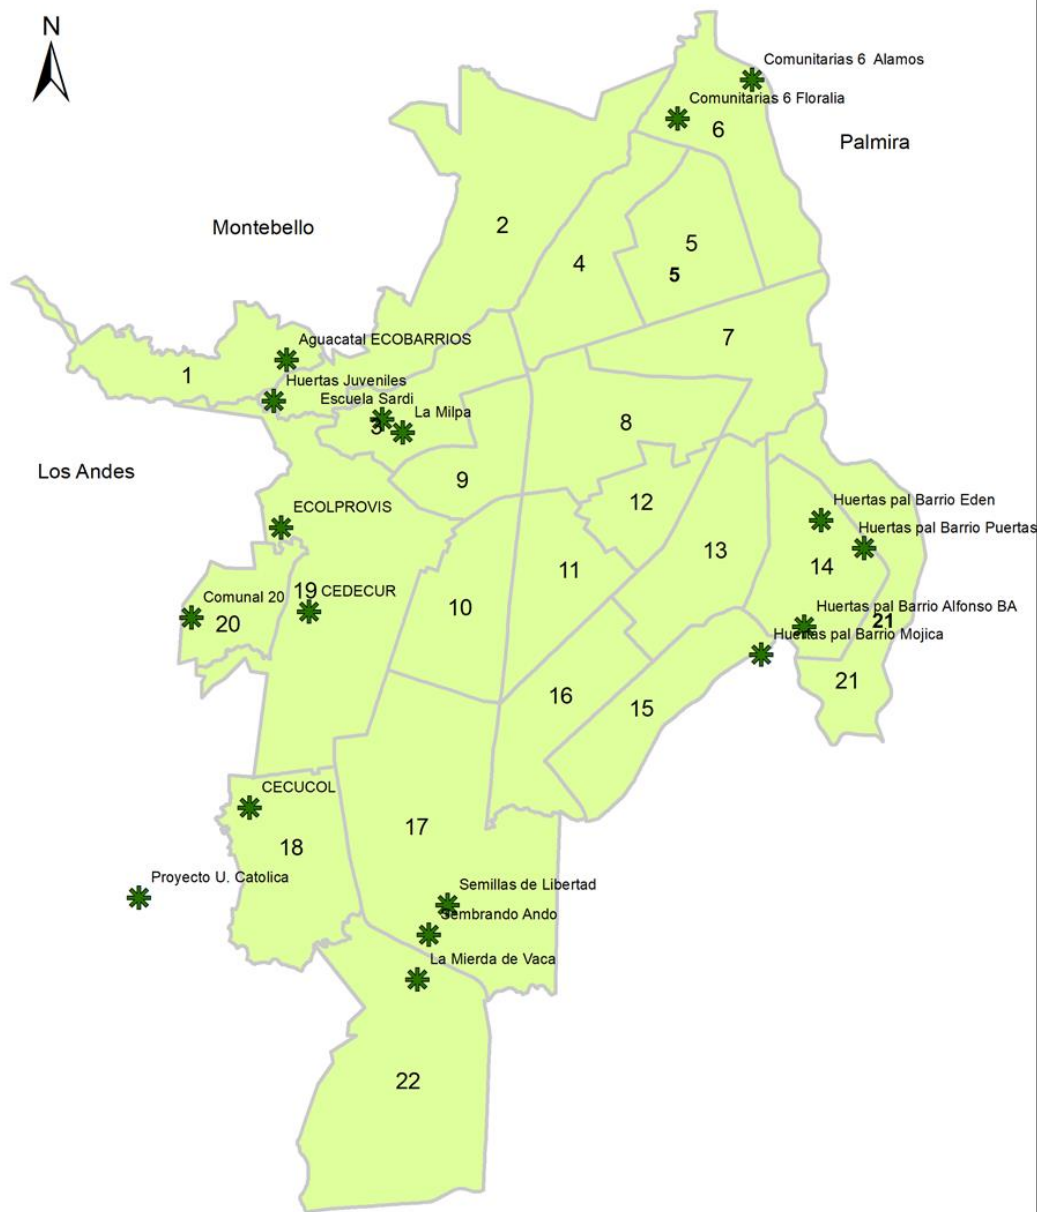 N
Comunitarias 6  Alamos
Comunitarias 6 Floralia
6
Palmira
Montebello
2
5
4
5
7
Aguacatal ECOBARRIOS
1
Huertas Juveniles
Escuela Sardi
La Milpa
3
8
Los Andes
9
Huertas pal Barrio Eden
ECOLPROVIS
12
Huertas pal Barrio Puertas
13
14
11
19
CEDECUR
Comunal 20
10
Huertas pal Barrio Alfonso BA
20
21
Huertas pal Barrio Mojica
21
16
15
CECUCOL
17
18
Proyecto U. Catolica
Semillas de Libertad
Sembrando Ando
La Mierda de Vaca
22